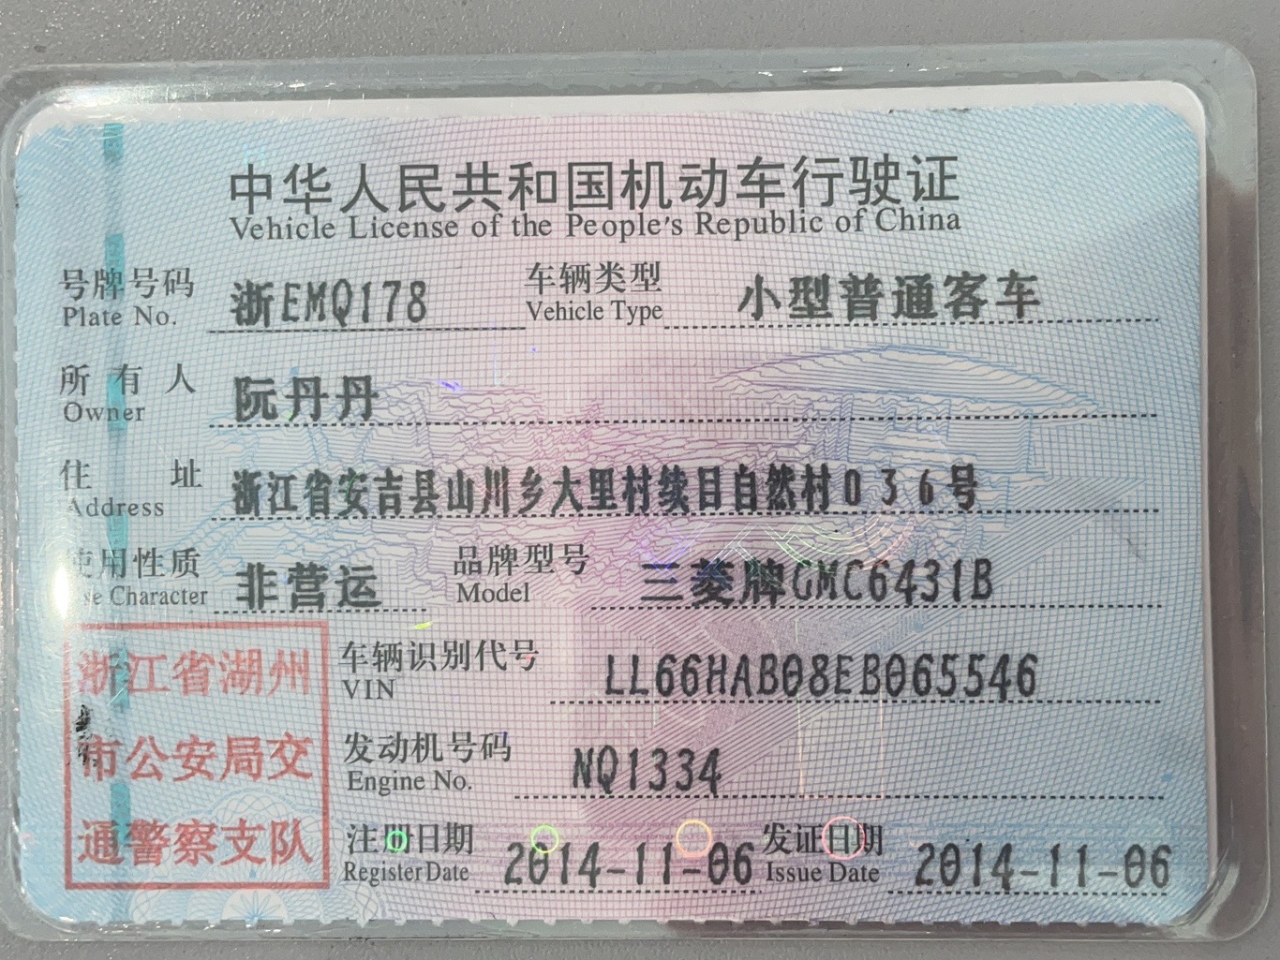 中华人民共和国机动车行驶证
Vehicle License of the People's Republic of China
号牌号码 浙EMQ178 车辆类型 小型普通客车
Plate No. Vehicle Type
所有人 阮丹丹
Owner
住址 浙江省安吉县山川乡大里村续目自然村036号
Address
使用性质 非营运 品牌型号 三菱牌GMC6431B
Use Character Model
浙江省湖州
市公安局交
通警察支队
车辆识别代号 LL66HAB08EB065546
VIN
发动机号码 NQ1334
Engine No.
注册日期 2014-11-06 发证日期 2014-11-06
Register Date Issue Date